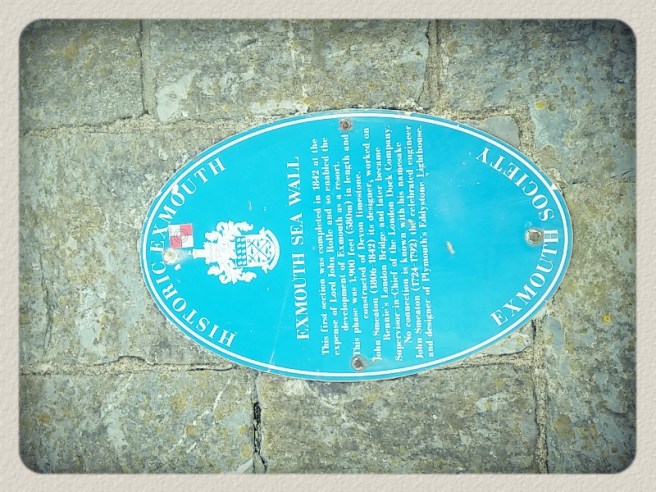 HISTORIC EXMOUTH
EXMOUTH SEA WALL
This first section was completed in 1842 at the
expense of Lord John Rolle and so enabled the
development of Exmouth as a resort.
This phase was 1,900 feet (580m) in length and
constructed of Devon limestone.
John Smeaton (1806-1842) its designer, worked on
Rennie's London Bridge and later became
Supervisor-in-Chief of the London Dock Company.
No connection is known with his namesake
John Smeaton (1724-1792) the celebrated engineer
and designer of Plymouth's Eddystone Lighthouse.
EXMOUTH SOCIETY